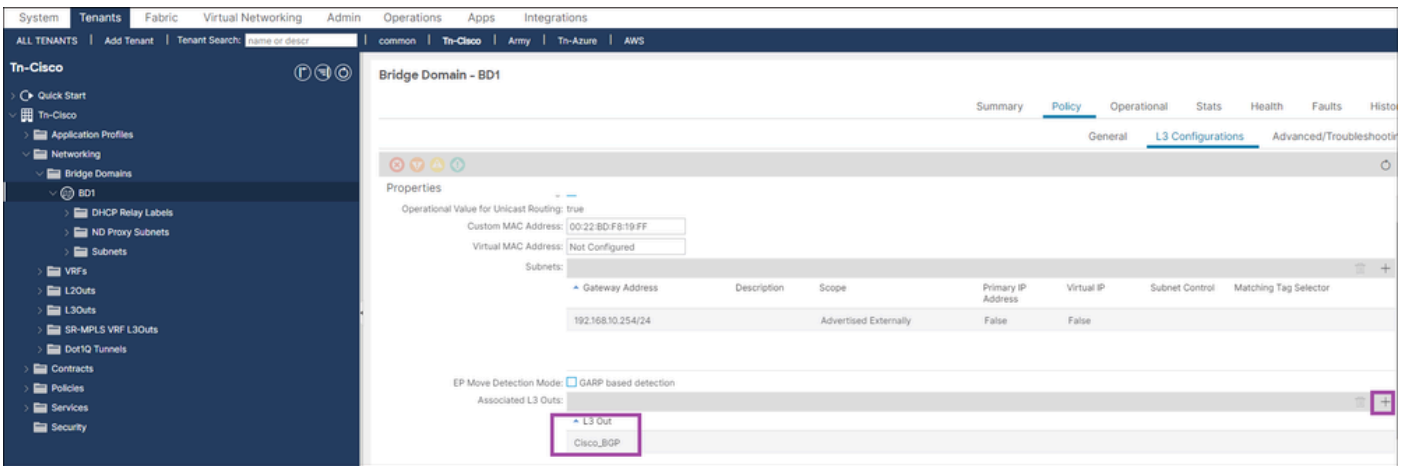 System Tenants Fabric Virtual Networking Admin Operations Apps Integrations
ALL TENANTS | Add Tenant | Tenant Search: name or descr | common | Tn-Cisco | Army | Tn-Azure | AWS
Tn-Cisco
Quick Start
Tn-Cisco
Application Profiles
Networking
Bridge Domains
BD1
DHCP Relay Labels
ND Proxy Subnets
Subnets
VRFs
L2Outs
L3Outs
SR-MPLS VRF L3Outs
Dot1Q Tunnels
Contracts
Policies
Services
Security
Bridge Domain - BD1
Summary Policy Operational Stats Health Faults Histo
General L3 Configurations Advanced/Troubleshootin
Properties
Operational Value for Unicast Routing: true
Custom MAC Address: 00:22:BD:F8:19:FF
Virtual MAC Address: Not Configured
Subnets:
Gateway Address Description Scope Primary IP Address Virtual IP Subnet Control Matching Tag Selector
192.168.10.254/24 Advertised Externally False False
EP Move Detection Mode: GARP based detection
Associated L3 Outs:
L3 Out
Cisco_BGP